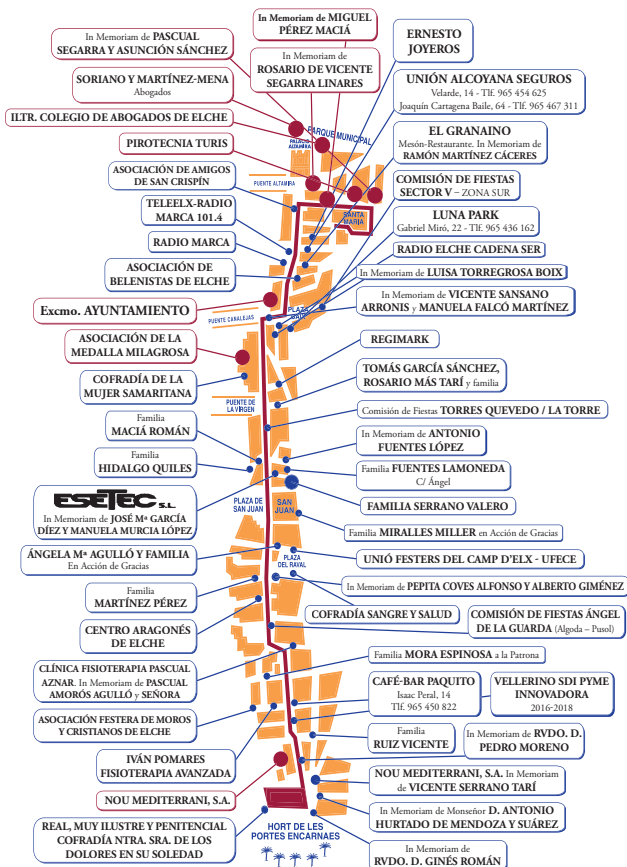 In Memoriam de PASCUAL
SEGARRA Y ASUNCIÓN SÁNCHEZ
In Memoriam de MIGUEL
PÉREZ MACIÁ
In Memoriam de
ROSARIO DE VICENTE
SEGARRA LINARES
SORIANO Y MARTÍNEZ-MENA
Abogados
ILTR. COLEGIO DE ABOGADOS DE ELCHE
PIROTECNIA TURIS
ASOCIACIÓN DE AMIGOS
DE SAN CRISPÍN
TELEELX-RADIO
MARCA 101.4
RADIO MARCA
ASOCIACIÓN DE
BELENISTAS DE ELCHE
Excmo. AYUNTAMIENTO
ASOCIACIÓN DE LA
MEDALLA MILAGROSA
COFRADÍA DE LA
MUJER SAMARITANA
Familia
MACIÁ ROMÁN
Familia
HIDALGO QUILES
ESETEC S.L.
In Memoriam de JOSÉ Mª GARCÍA
DÍEZ Y MANUELA MURCIA LÓPEZ
ÁNGELA Mª AGULLÓ Y FAMILIA
En Acción de Gracias
Familia
MARTÍNEZ PÉREZ
CENTRO ARAGONÉS
DE ELCHE
CLÍNICA FISIOTERAPIA PASCUAL
AZNAR. In Memoriam de PASCUAL
AMORÓS AGULLÓ y SEÑORA
ASOCIACIÓN FESTERA DE MOROS
Y CRISTIANOS DE ELCHE
IVÁN POMARES
FISIOTERAPIA AVANZADA
NOU MEDITERRANI, S.A.
REAL, MUY ILUSTRE Y PENITENCIAL
COFRADÍA NTRA. SRA. DE LOS
DOLORES EN SU SOLEDAD
PARQUE MUNICIPAL
PALACIO
ALTAMIRA
PUENTE ALTAMIRA
SANTA
MARIA
PUENTE CANALEJAS
PLAZA
BAIX
PUENTE DE
LA VIRGEN
PLAZA DE
SAN JUAN
SAN
JUAN
PLAZA
DEL RAVAL
HORT DE LES
PORTES ENCARNAES
ERNESTO
JOYEROS
UNIÓN ALCOYANA SEGUROS
Velarde, 14 - Tlf. 965 454 625
Joaquín Cartagena Baile, 64 - Tlf. 965 467 311
EL GRANAINO
Mesón-Restaurante. In Memoriam de
RAMÓN MARTÍNEZ CÁCERES
COMISIÓN DE FIESTAS
SECTOR V – ZONA SUR
LUNA PARK
Gabriel Miró, 22 - Tlf. 965 436 162
RADIO ELCHE CADENA SER
In Memoriam de LUISA TORREGROSA BOIX
In Memoriam de VICENTE SANSANO
ARRONIS y MANUELA FALCÓ MARTÍNEZ
REGIMARK
TOMÁS GARCÍA SÁNCHEZ,
ROSARIO MÁS TARÍ y familia
Comisión de Fiestas TORRES QUEVEDO / LA TORRE
In Memoriam de ANTONIO
FUENTES LÓPEZ
Familia FUENTES LAMONEDA
C/ Ángel
FAMILIA SERRANO VALERO
Familia MIRALLES MILLER en Acción de Gracias
UNIÓ FESTERS DEL CAMP D'ELX - UFECE
In Memoriam de PEPITA COVES ALFONSO Y ALBERTO GIMÉNEZ
COFRADÍA SANGRE Y SALUD
COMISIÓN DE FIESTAS ÁNGEL
DE LA GUARDA (Algoda – Pusol)
Familia MORA ESPINOSA a la Patrona
CAFÉ-BAR PAQUITO
Isaac Peral, 14
Tlf. 965 450 822
VELLERINO SDI PYME
INNOVADORA
2016-2018
Familia
RUIZ VICENTE
In Memoriam de RVDO. D.
PEDRO MORENO
NOU MEDITERRANI, S.A. In Memoriam
de VICENTE SERRANO TARÍ
In Memoriam de Monseñor D. ANTONIO
HURTADO DE MENDOZA Y SUÁREZ
In Memoriam de
RVDO. D. GINÉS ROMÁN